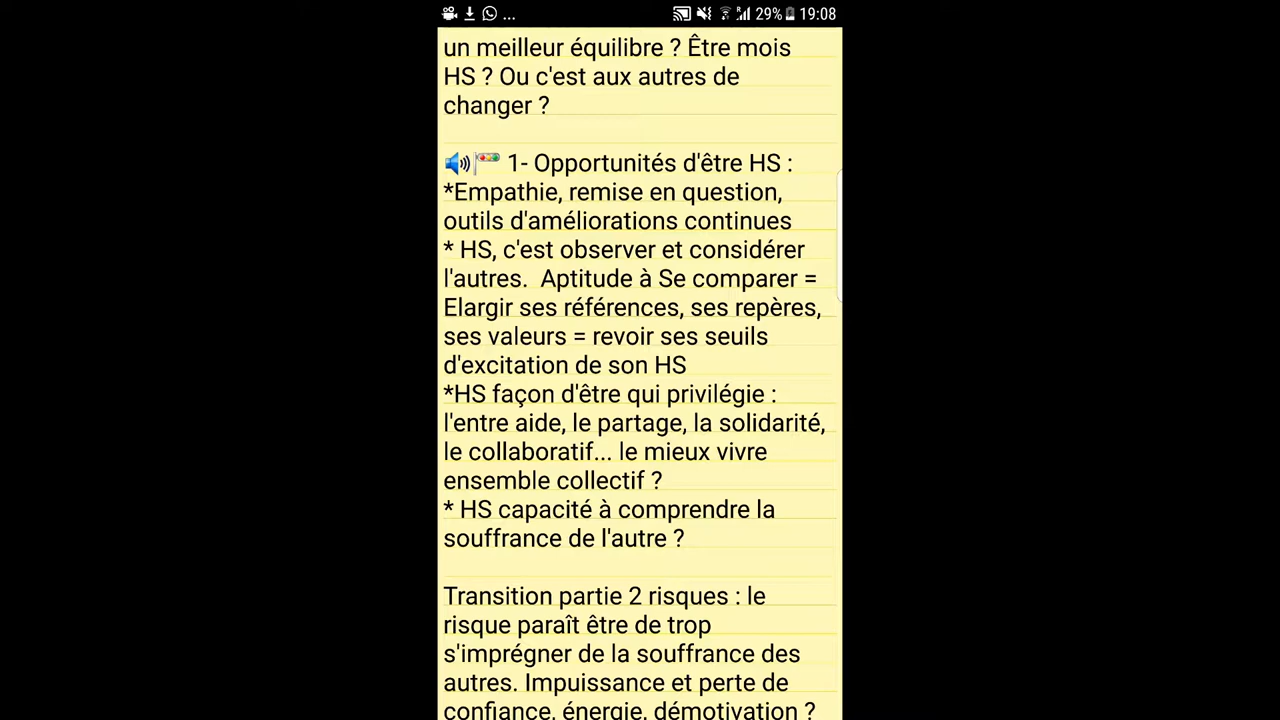 ... 29% 19:08
un meilleur équilibre ? Être mois
HS ? Ou c'est aux autres de
changer ?
1- Opportunités d'être HS :
*Empathie, remise en question,
outils d'améliorations continues
* HS, c'est observer et considérer
l'autres.  Aptitude à Se comparer =
Elargir ses références, ses repères,
ses valeurs = revoir ses seuils
d'excitation de son HS
*HS façon d'être qui privilégie :
l'entre aide, le partage, la solidarité,
le collaboratif... le mieux vivre
ensemble collectif ?
* HS capacité à comprendre la
souffrance de l'autre ?
Transition partie 2 risques : le
risque paraît être de trop
s'imprégner de la souffrance des
autres. Impuissance et perte de
confiance, énergie, démotivation ?